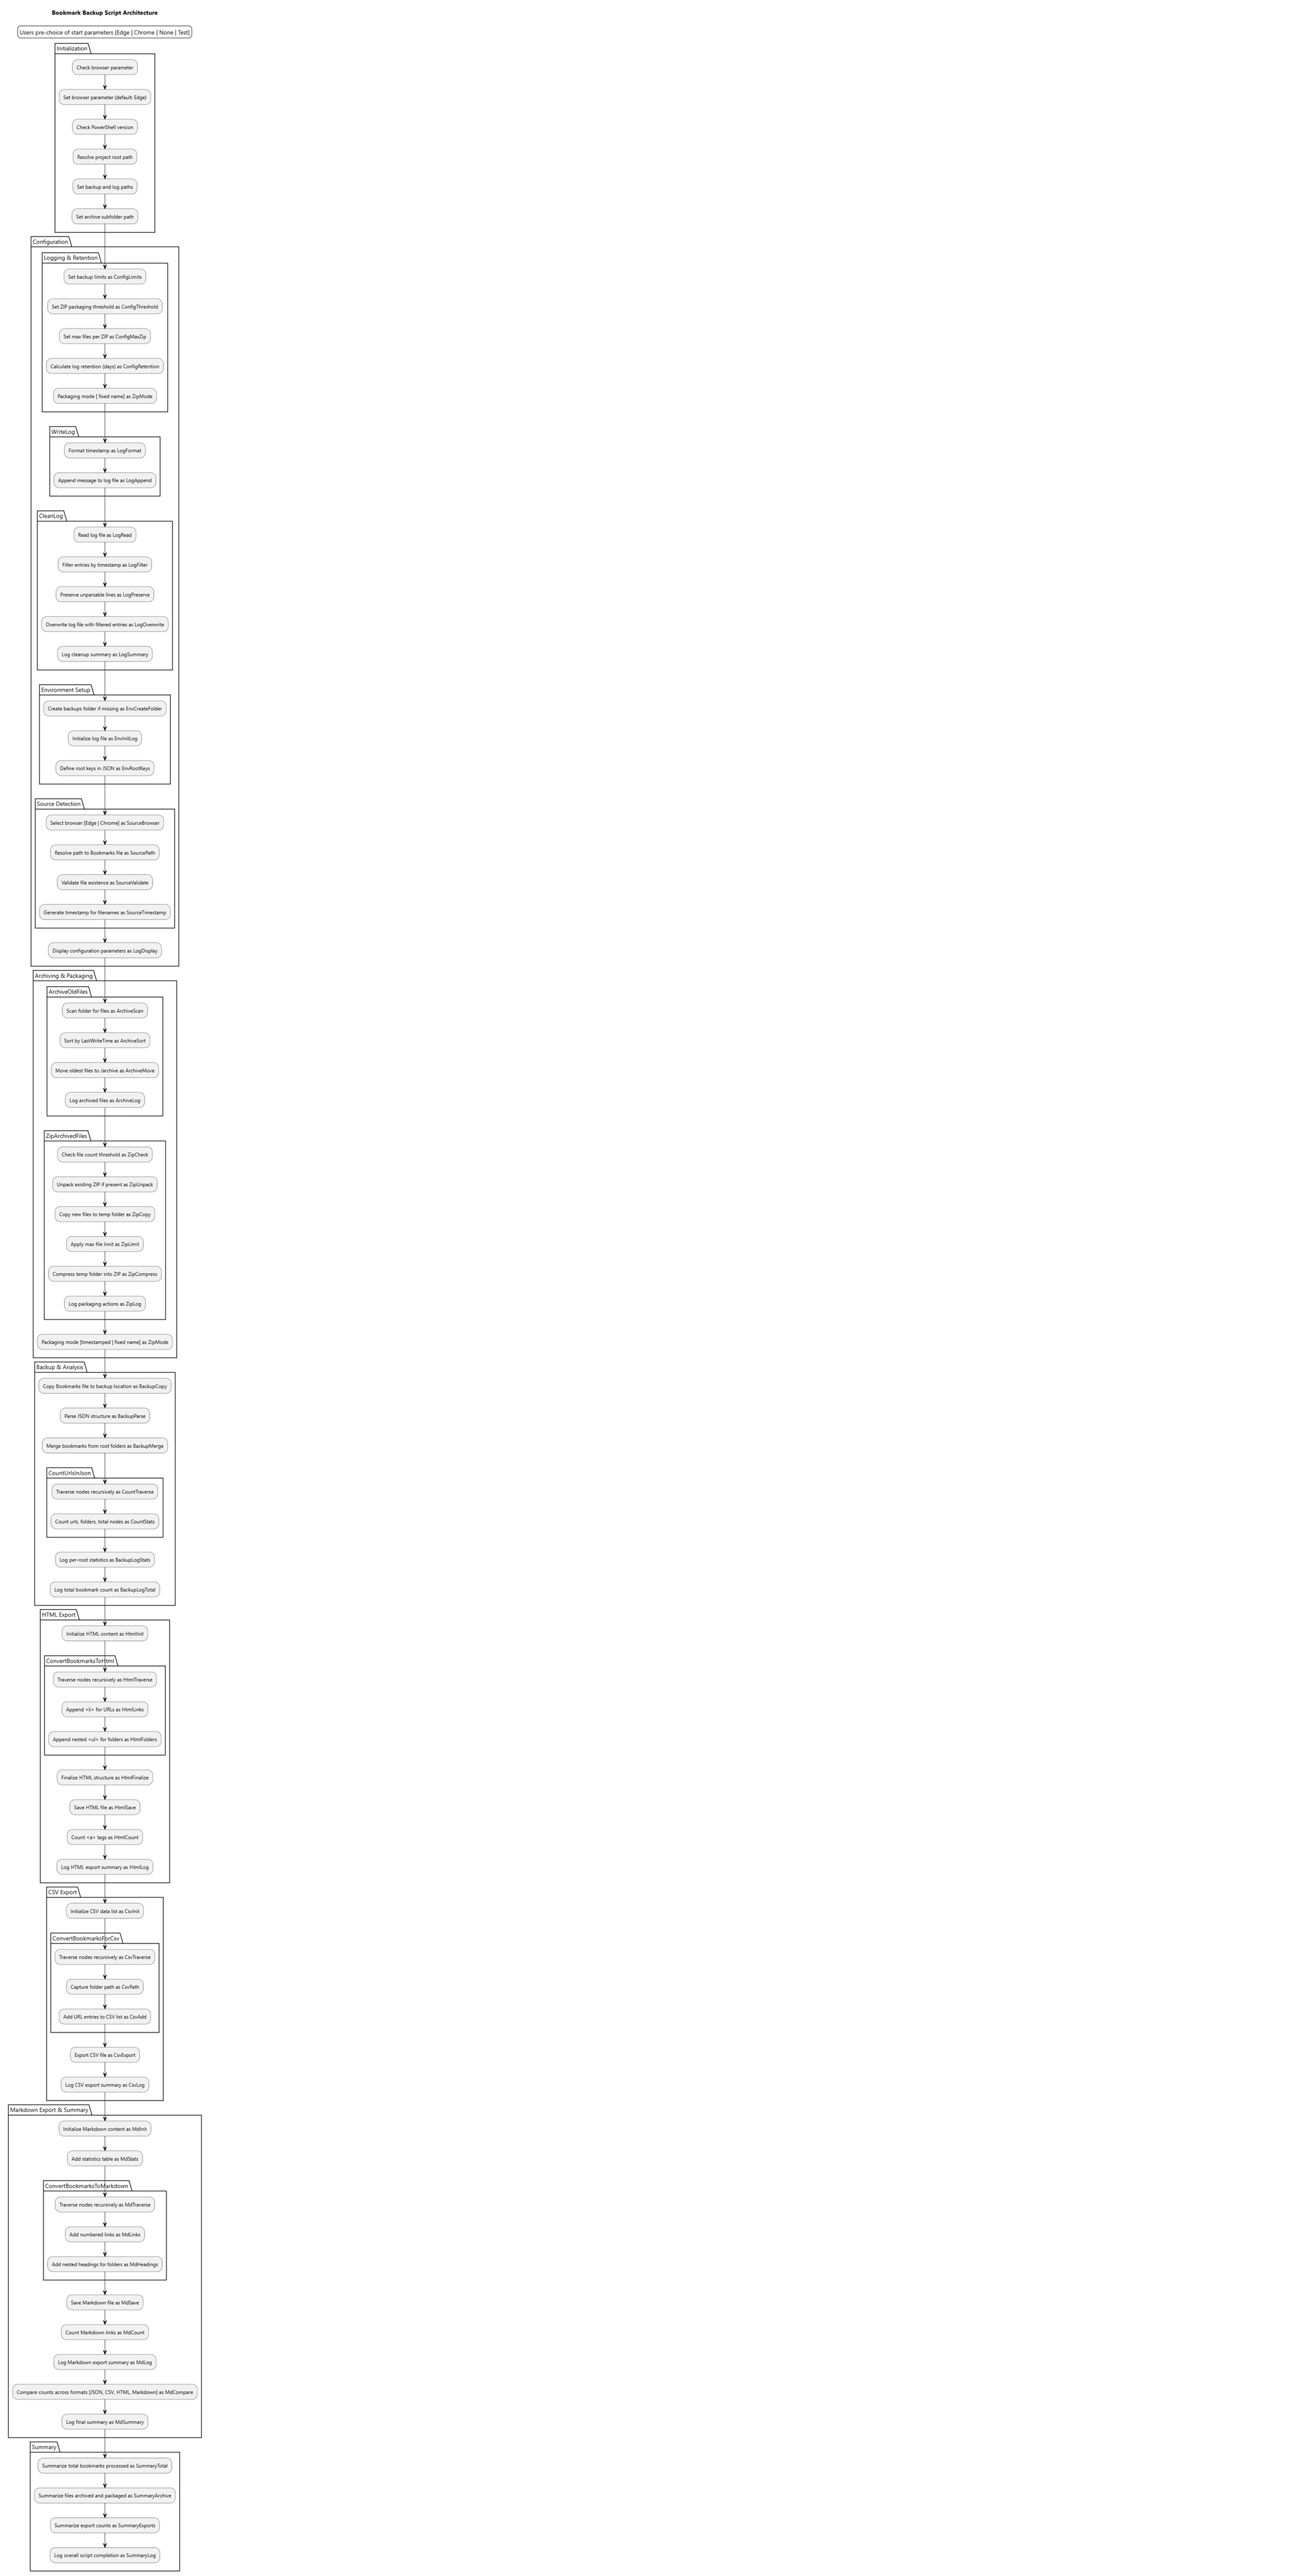 Bookmark Backup Script Architecture
Users pre-choice of start parameters [Edge | Chrome | None | Test]
Initialization
Check browser parameter
Set browser parameter (default: Edge)
Check PowerShell version
Resolve project root path
Set backup and log paths
Set archive subfolder path
Configuration
Logging & Retention
Set backup limits as ConfigLimits
Set ZIP packaging threshold as ConfigThreshold
Set max files per ZIP as ConfigMaxZip
Calculate log retention (days) as ConfigRetention
Packaging mode [ fixed name] as ZipMode
WriteLog
Format timestamp as LogFormat
Append message to log file as LogAppend
CleanLog
Read log file as LogRead
Filter entries by timestamp as LogFilter
Preserve unparsable lines as LogPreserve
Overwrite log file with filtered entries as LogOverwrite
Log cleanup summary as LogSummary
Environment Setup
Create backups folder if missing as EnvCreateFolder
Initialize log file as EnvInitLog
Define root keys in JSON as EnvRootKeys
Source Detection
Select browser [Edge | Chrome] as SourceBrowser
Resolve path to Bookmarks file as SourcePath
Validate file existence as SourceValidate
Generate timestamp for filenames as SourceTimestamp
Display configuration parameters as LogDisplay
Archiving & Packaging
ArchiveOldFiles
Scan folder for files as ArchiveScan
Sort by LastWriteTime as ArchiveSort
Move oldest files to /archive as ArchiveMove
Log archived files as ArchiveLog
ZipArchivedFiles
Check file count threshold as ZipCheck
Unpack existing ZIP if present as ZipUnpack
Copy new files to temp folder as ZipCopy
Apply max file limit as ZipLimit
Compress temp folder into ZIP as ZipCompress
Log packaging actions as ZipLog
Packaging mode [timestamped | fixed name] as ZipMode
Backup & Analysis
Copy Bookmarks file to backup location as BackupCopy
Parse JSON structure as BackupParse
Merge bookmarks from root folders as BackupMerge
CountUrlsInJson
Traverse nodes recursively as CountTraverse
Count urls, folders, total nodes as CountStats
Log per-root statistics as BackupLogStats
Log total bookmark count as BackupLogTotal
HTML Export
Initialize HTML content as HtmlInit
ConvertBookmarksToHtml
Traverse nodes recursively as HtmlTraverse
Append <li> for URLs as HtmlLinks
Append nested <ul> for folders as HtmlFolders
Finalize HTML structure as HtmlFinalize
Save HTML file as HtmlSave
Count <a> tags as HtmlCount
Log HTML export summary as HtmlLog
CSV Export
Initialize CSV data list as CsvInit
ConvertBookmarksForCsv
Traverse nodes recursively as CsvTraverse
Capture folder path as CsvPath
Add URL entries to CSV list as CsvAdd
Export CSV file as CsvExport
Log CSV export summary as CsvLog
Markdown Export & Summary
Initialize Markdown content as MdInit
Add statistics table as MdStats
ConvertBookmarksToMarkdown
Traverse nodes recursively as MdTraverse
Add numbered links as MdLinks
Add nested headings for folders as MdHeadings
Save Markdown file as MdSave
Count Markdown links as MdCount
Log Markdown export summary as MdLog
Compare counts across formats [JSON, CSV, HTML, Markdown] as MdCompare
Log final summary as MdSummary
Summary
Summarize total bookmarks processed as SummaryTotal
Summarize files archived and packaged as SummaryArchive
Summarize export counts as SummaryExports
Log overall script completion as SummaryLog